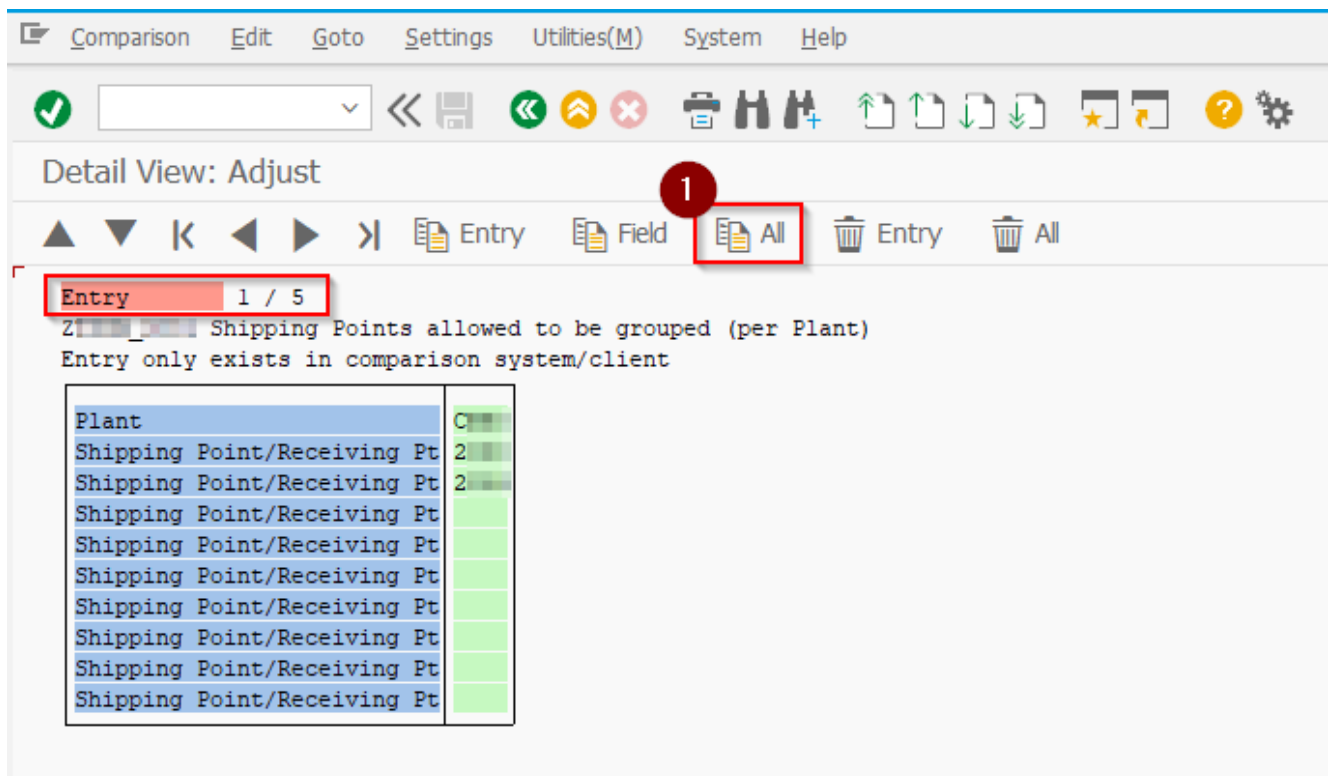 Comparison Edit Goto Settings Utilities(M) System Help
Detail View: Adjust
1
Entry Field All Entry All
Entry 1 / 5
Shipping Points allowed to be grouped (per Plant)
Entry only exists in comparison system/client
Plant
Shipping Point/Receiving Pt
Shipping Point/Receiving Pt
Shipping Point/Receiving Pt
Shipping Point/Receiving Pt
Shipping Point/Receiving Pt
Shipping Point/Receiving Pt
Shipping Point/Receiving Pt
Shipping Point/Receiving Pt
Shipping Point/Receiving Pt